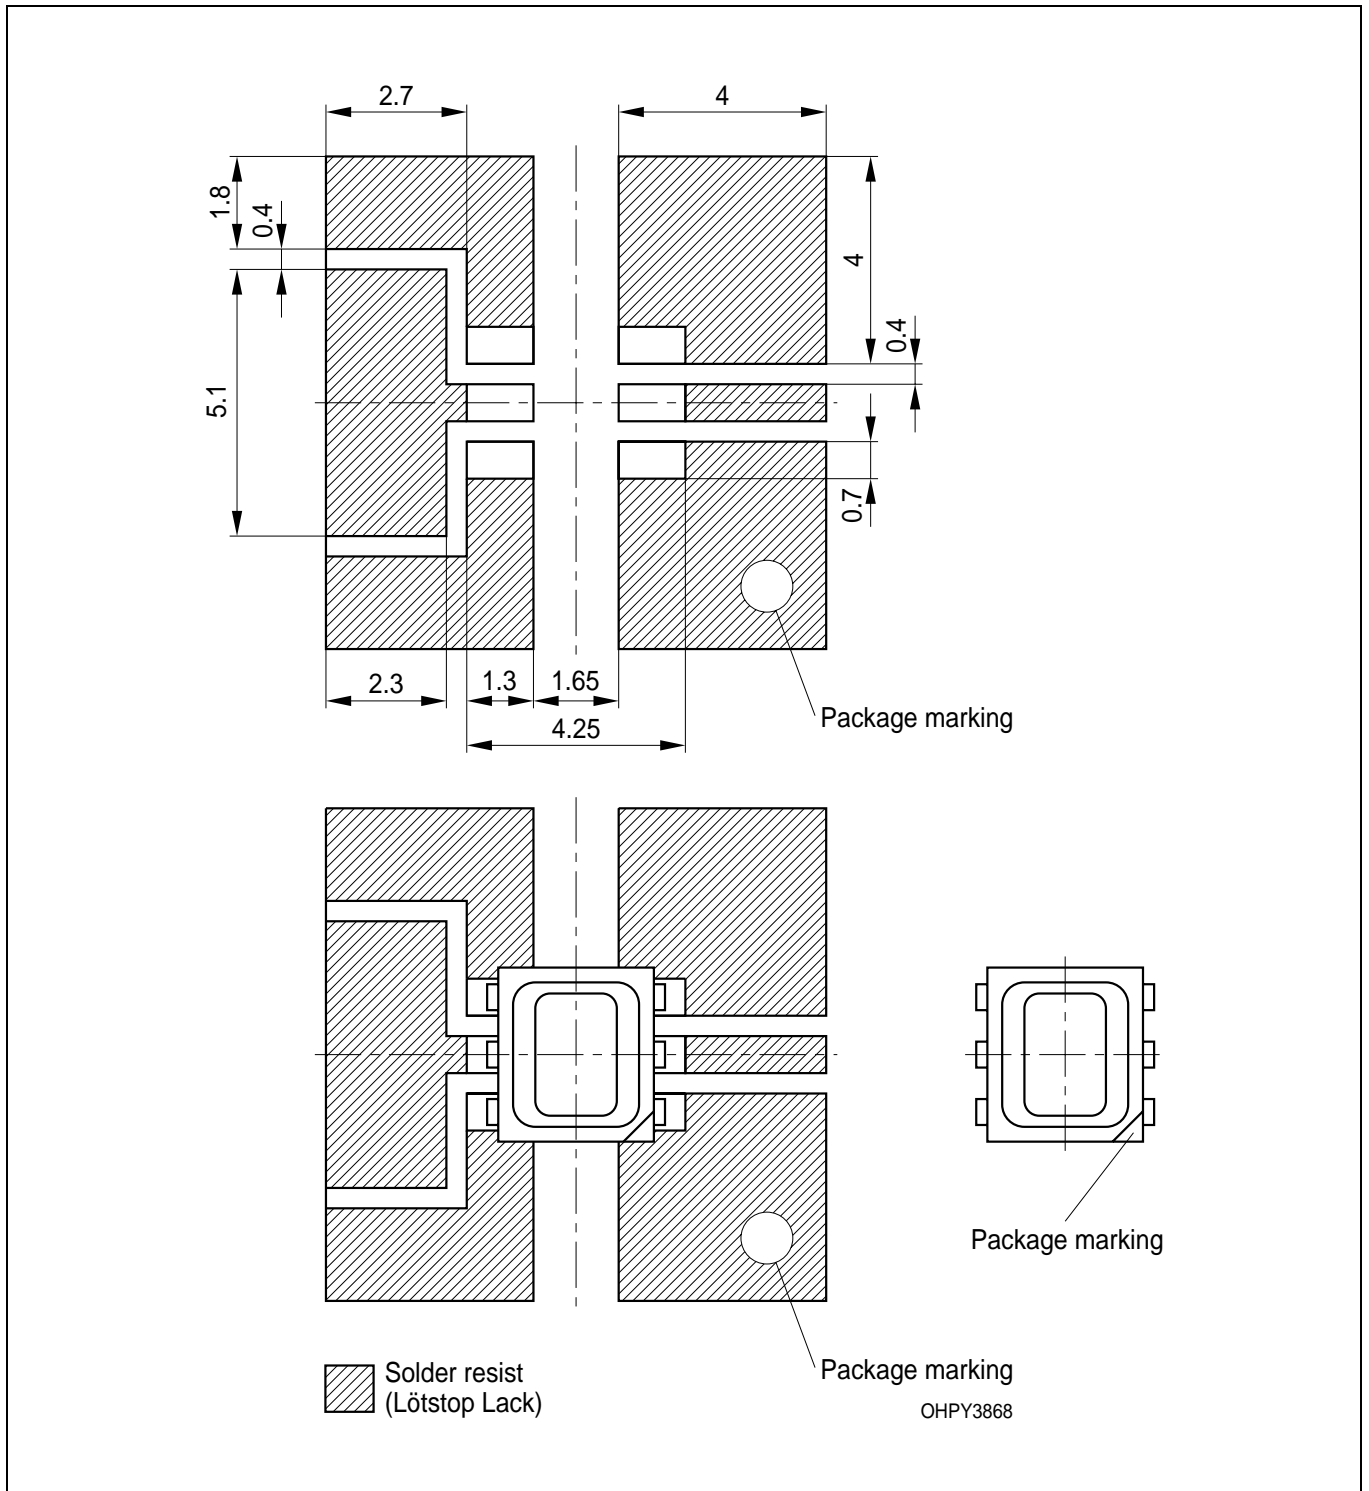 2.7
4
1.8
0.4
4
0.4
5.1
0.7
2.3
1.3
1.65
4.25
Package marking
Package marking
Package marking
Solder resist
(Lötstop Lack)
OHPY3868